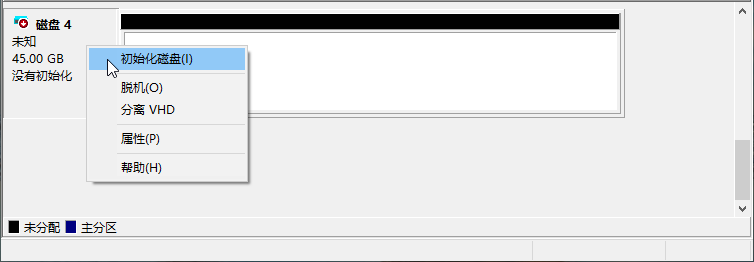 磁盘 4
未知
45.00 GB
没有初始化
初始化磁盘(I)
脱机(O)
分离 VHD
属性(P)
帮助(H)
未分配 主分区